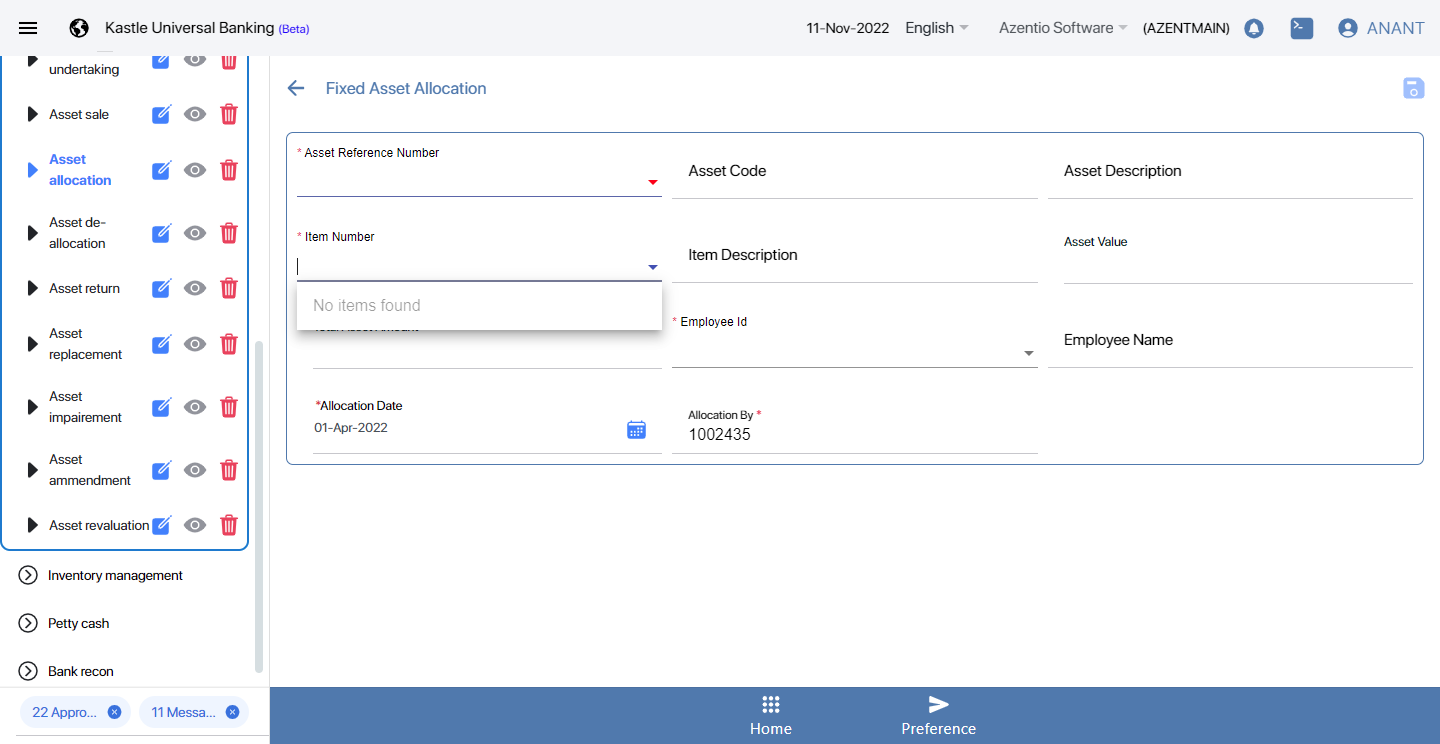 Kastle Universal Banking (Beta)
11-Nov-2022
English
Azentio Software
(AZENTMAIN)
ANANT
undertaking
Asset sale
Asset
allocation
Asset de-
allocation
Asset return
Asset
replacement
Asset
impairement
Asset
ammendment
Asset revaluation
Inventory management
Petty cash
Bank recon
22 Appro...
11 Messa...
Fixed Asset Allocation
* Asset Reference Number
Asset Code
Asset Description
* Item Number
Item Description
Asset Value
No items found
Total Asset Amount
* Employee Id
Employee Name
*Allocation Date
01-Apr-2022
Allocation By *
1002435
Home
Preference